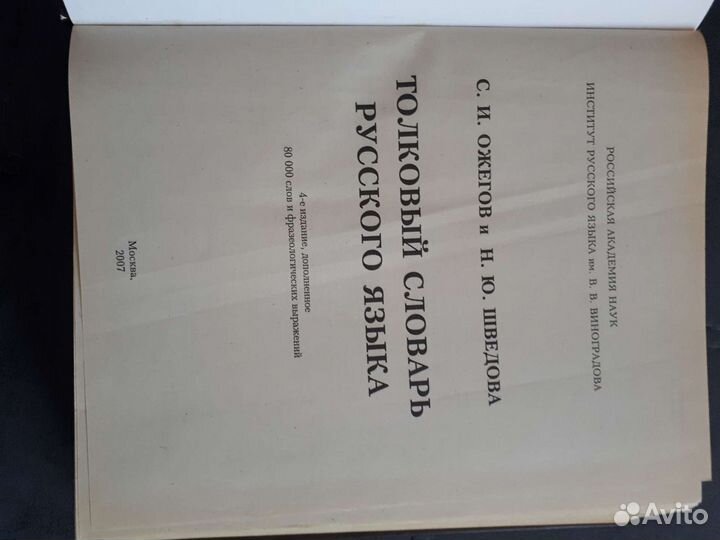 РОССИЙСКАЯ АКАДЕМИЯ НАУК
ИНСТИТУТ РУССКОГО ЯЗЫКА им. В. В. ВИНОГРАДОВА
С. И. ОЖЕГОВ и Н. Ю. ШВЕДОВА
ТОЛКОВЫЙ СЛОВАРЬ
РУССКОГО ЯЗЫКА
4-е издание, дополненное
80 000 слов и фразеологических выражений
Москва,
2007
Avito